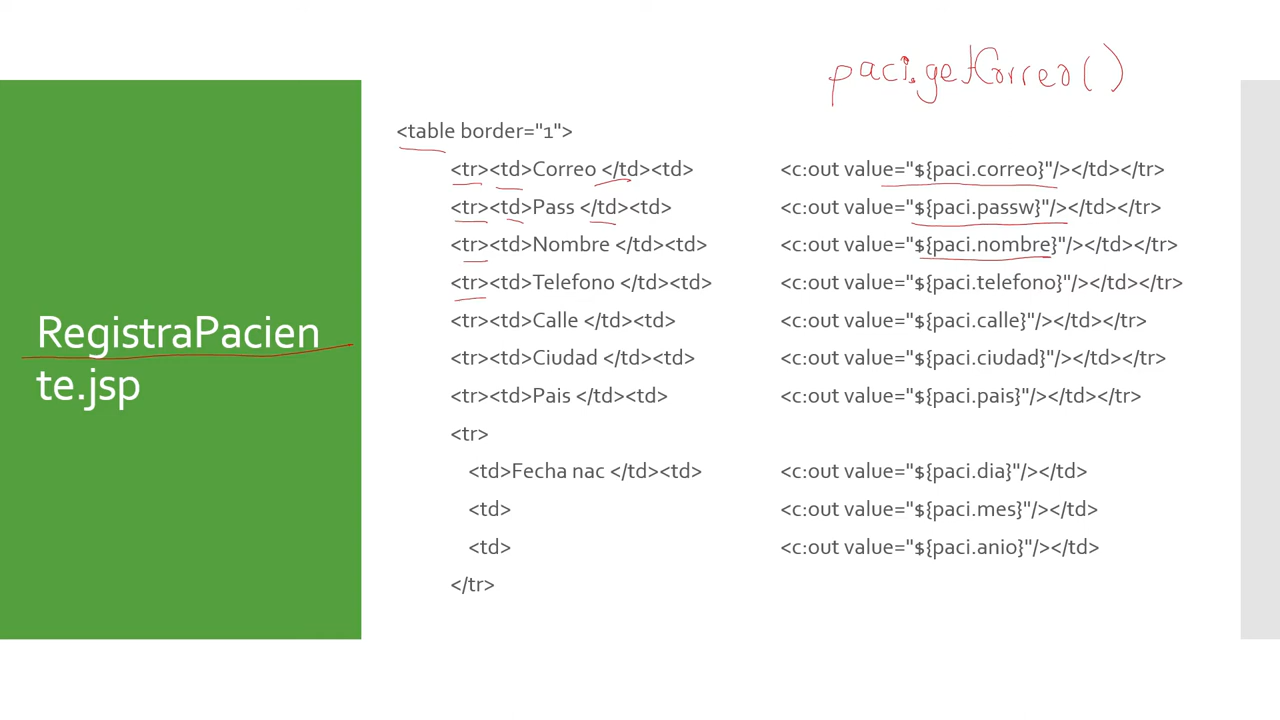 paci.getCorreo()
RegistraPacien
te.jsp
<table border="1">
<tr><td>Correo </td><td> <c:out value="${paci.correo}"/></td></tr>
<tr><td>Pass </td><td> <c:out value="${paci.passw}"/></td></tr>
<tr><td>Nombre </td><td> <c:out value="${paci.nombre}"/></td></tr>
<tr><td>Telefono </td><td> <c:out value="${paci.telefono}"/></td></tr>
<tr><td>Calle </td><td> <c:out value="${paci.calle}"/></td></tr>
<tr><td>Ciudad </td><td> <c:out value="${paci.ciudad}"/></td></tr>
<tr><td>Pais </td><td> <c:out value="${paci.pais}"/></td></tr>
<tr>
<td>Fecha nac </td><td> <c:out value="${paci.dia}"/></td>
<td> <c:out value="${paci.mes}"/></td>
<td> <c:out value="${paci.anio}"/></td>
</tr>